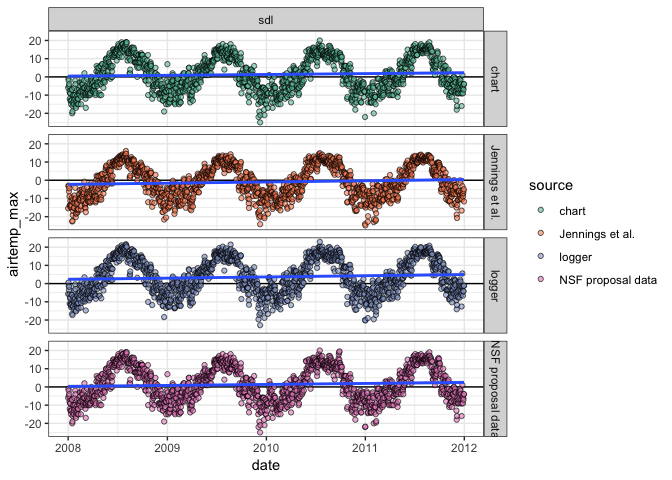 sdl
20
10
0
-10
-20
chart
20
10
0
-10
-20
Jennings et al.
20
10
0
-10
-20
logger
20
10
0
-10
-20
NSF proposal data
airtemp_max
2008 2009 2010 2011 2012
date
source
chart
Jennings et al.
logger
NSF proposal data